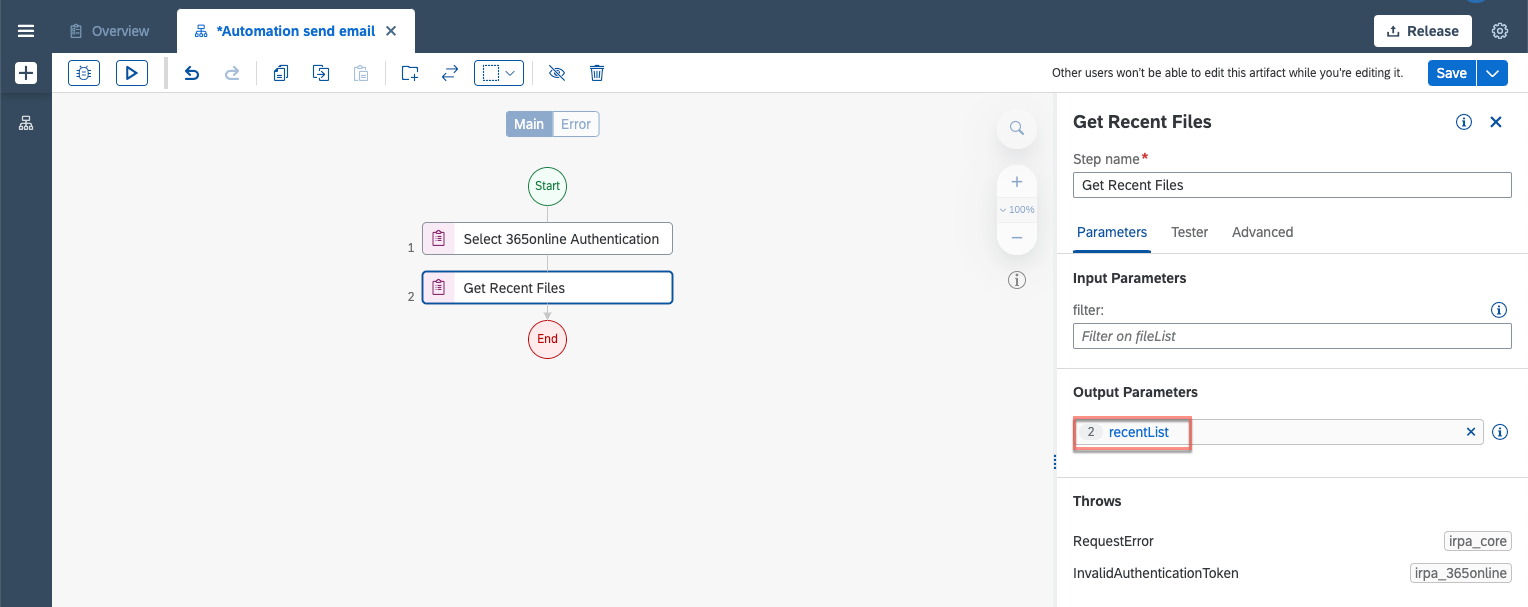 Overview
*Automation send email
Release
Other users won't be able to edit this artifact while you're editing it.
Save
Main
Error
Start
1
Select 365online Authentication
2
Get Recent Files
End
100%
Get Recent Files
Step name*
Get Recent Files
Parameters
Tester
Advanced
Input Parameters
filter:
Filter on fileList
Output Parameters
2 recentList
Throws
RequestError
irpa_core
InvalidAuthenticationToken
irpa_365online